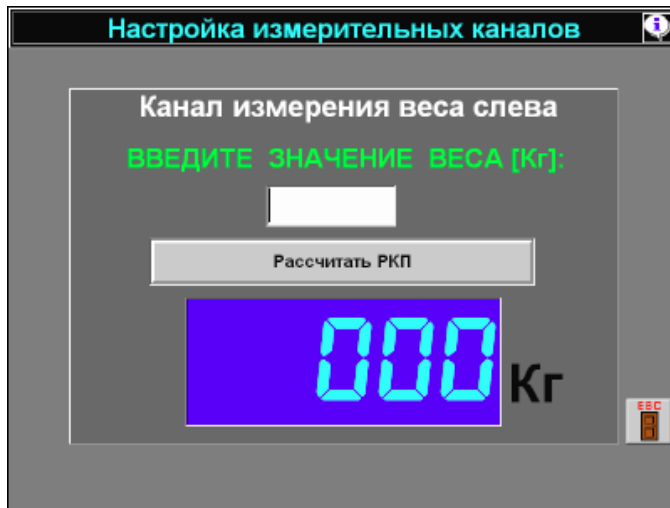 Настройка измерительных каналов
Канал измерения веса слева
ВВЕДИТЕ ЗНАЧЕНИЕ ВЕСА [Кг]:
Рассчитать РКП
000 Кг
ESC